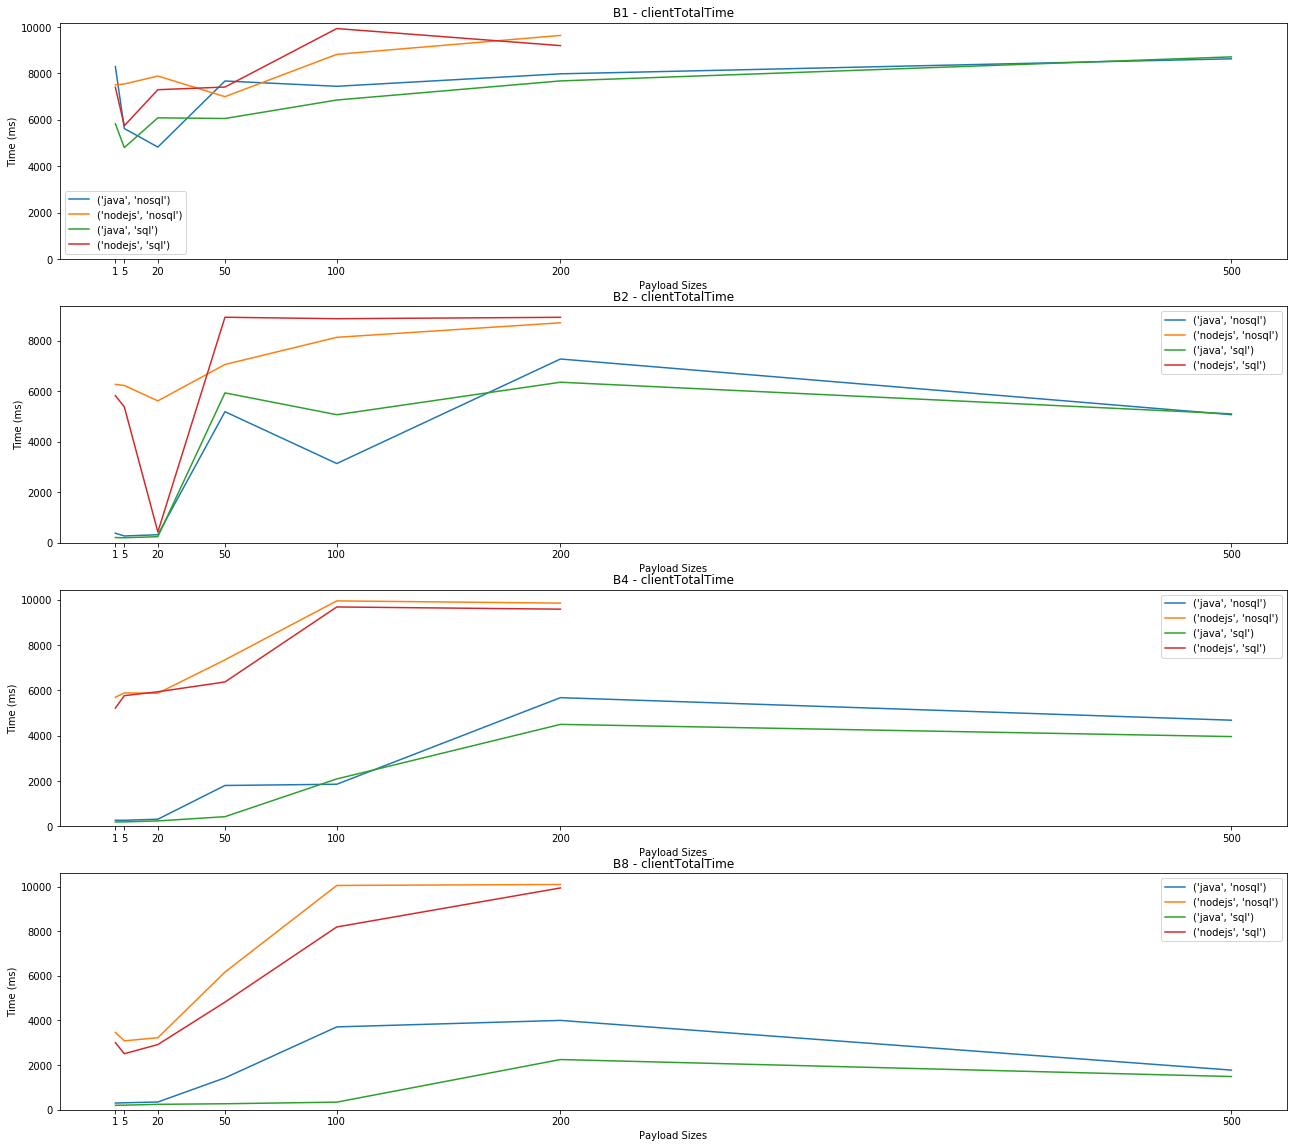 B1 - clientTotalTime
10000
8000
6000
4000
2000
0
Time (ms)
('java', 'nosql')
('nodejs', 'nosql')
('java', 'sql')
('nodejs', 'sql')
1 5 20 50 100 200 500
Payload Sizes
B2 - clientTotalTime
8000
6000
4000
2000
0
Time (ms)
('java', 'nosql')
('nodejs', 'nosql')
('java', 'sql')
('nodejs', 'sql')
1 5 20 50 100 200 500
Payload Sizes
B4 - clientTotalTime
10000
8000
6000
4000
2000
0
Time (ms)
('java', 'nosql')
('nodejs', 'nosql')
('java', 'sql')
('nodejs', 'sql')
1 5 20 50 100 200 500
Payload Sizes
B8 - clientTotalTime
10000
8000
6000
4000
2000
0
Time (ms)
('java', 'nosql')
('nodejs', 'nosql')
('java', 'sql')
('nodejs', 'sql')
1 5 20 50 100 200 500
Payload Sizes